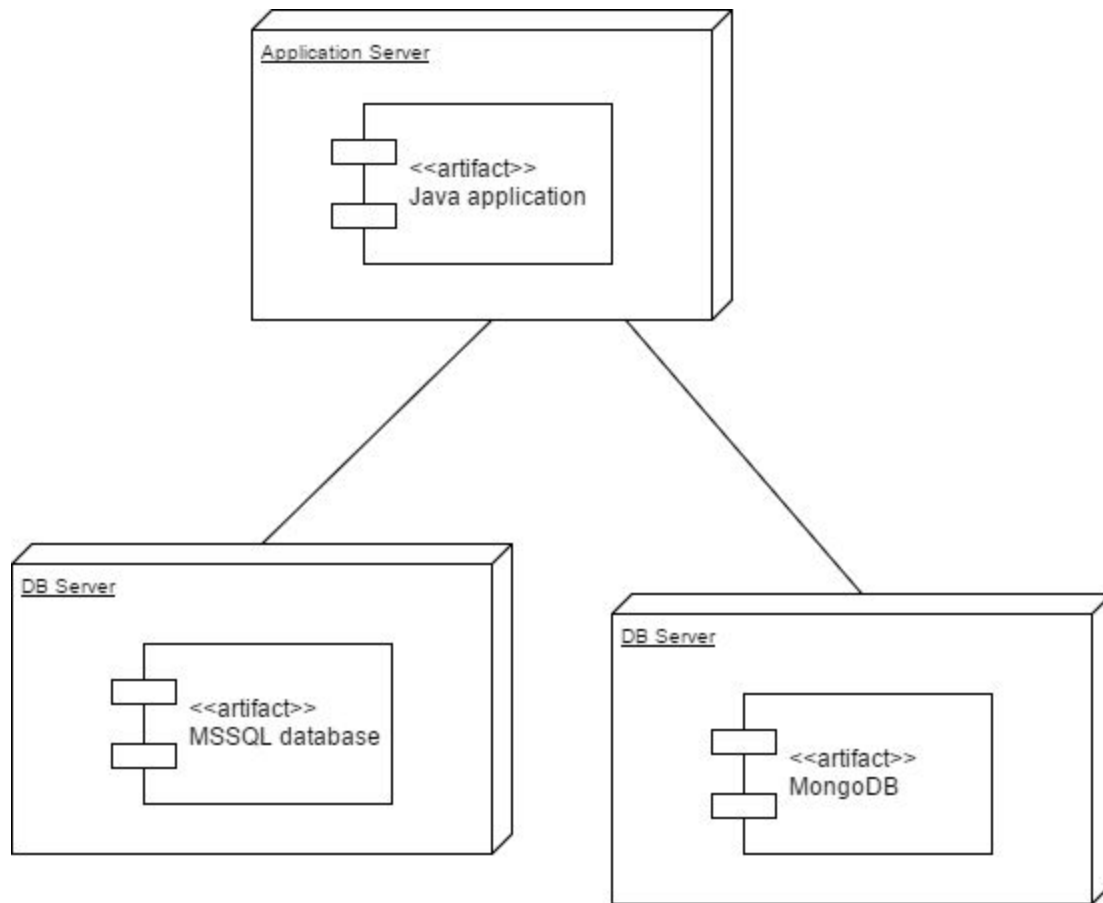 Application Server
<<artifact>>
Java application
DB Server
<<artifact>>
MSSQL database
DB Server
<<artifact>>
MongoDB